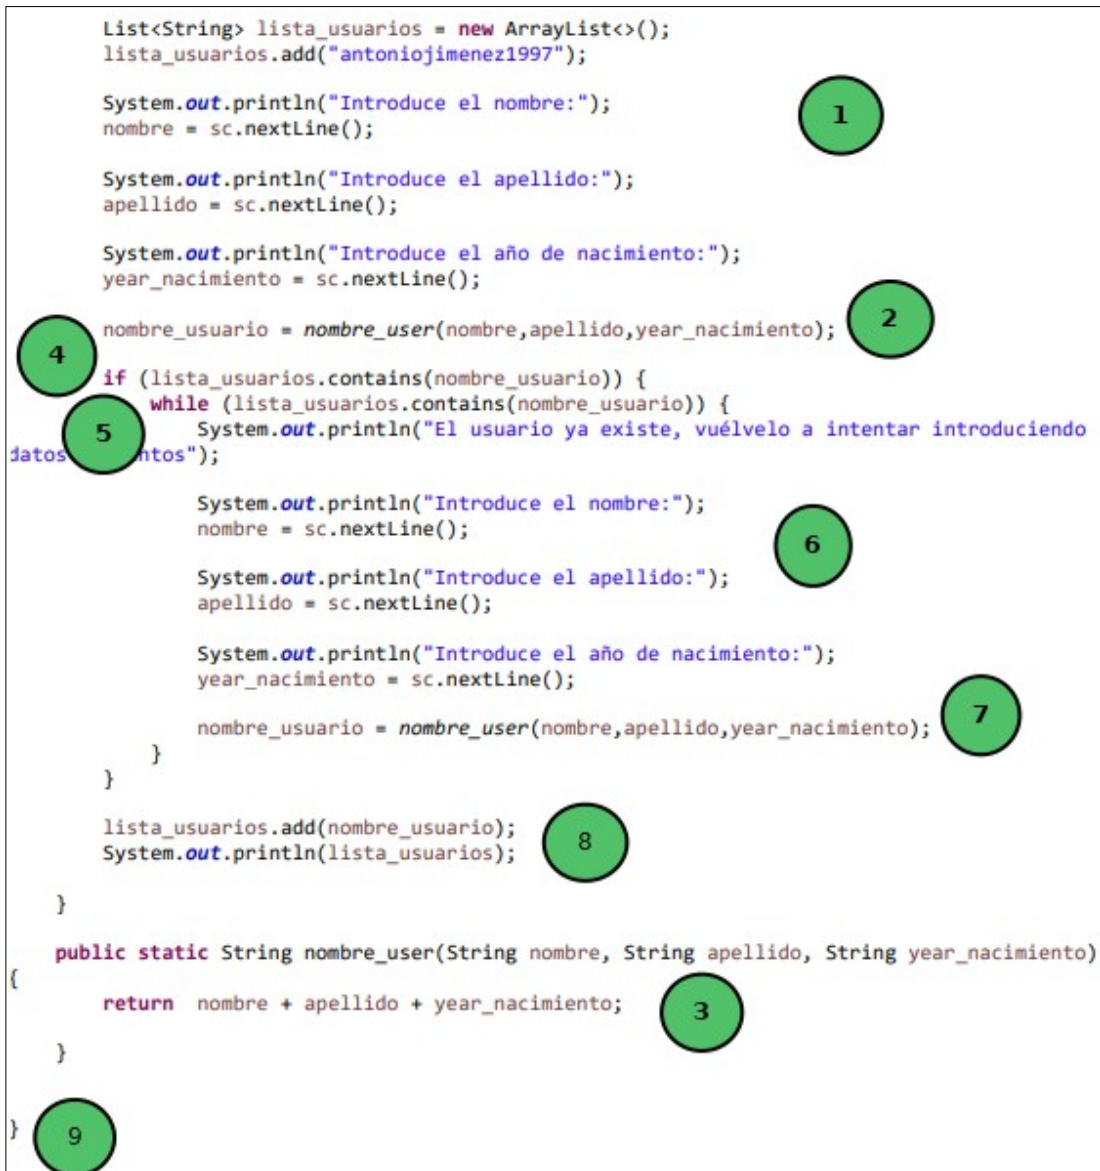 List<String> lista_usuarios = new ArrayList<>();
lista_usuarios.add("antoniojimenez1997");
System.out.println("Introduce el nombre:");
1
nombre = sc.nextLine();
System.out.println("Introduce el apellido:");
apellido = sc.nextLine();
System.out.println("Introduce el año de nacimiento:");
year_nacimiento = sc.nextLine();
nombre_usuario = nombre_user(nombre,apellido,year_nacimiento);
2
4
if (lista_usuarios.contains(nombre_usuario)) {
while (lista_usuarios.contains(nombre_usuario)) {
5
System.out.println("El usuario ya existe, vuélvelo a intentar introduciendo
datos ntos");
System.out.println("Introduce el nombre:");
nombre = sc.nextLine();
6
System.out.println("Introduce el apellido:");
apellido = sc.nextLine();
System.out.println("Introduce el año de nacimiento:");
year_nacimiento = sc.nextLine();
7
nombre_usuario = nombre_user(nombre,apellido,year_nacimiento);
}
}
lista_usuarios.add(nombre_usuario);
8
System.out.println(lista_usuarios);
}
public static String nombre_user(String nombre, String apellido, String year_nacimiento)
{
return nombre + apellido + year_nacimiento;
3
}
}
9